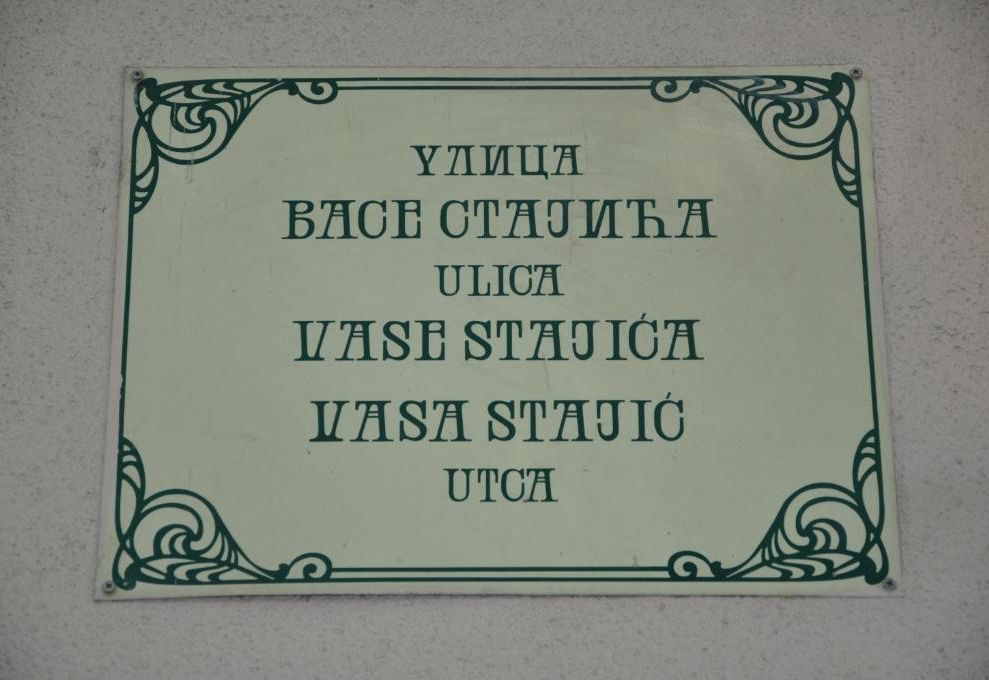 УЛИЦА
ВАСЕ СТАЈИЋА
ULICA
VASE STAJIĆA
VASA STAJIĆ
UTCA